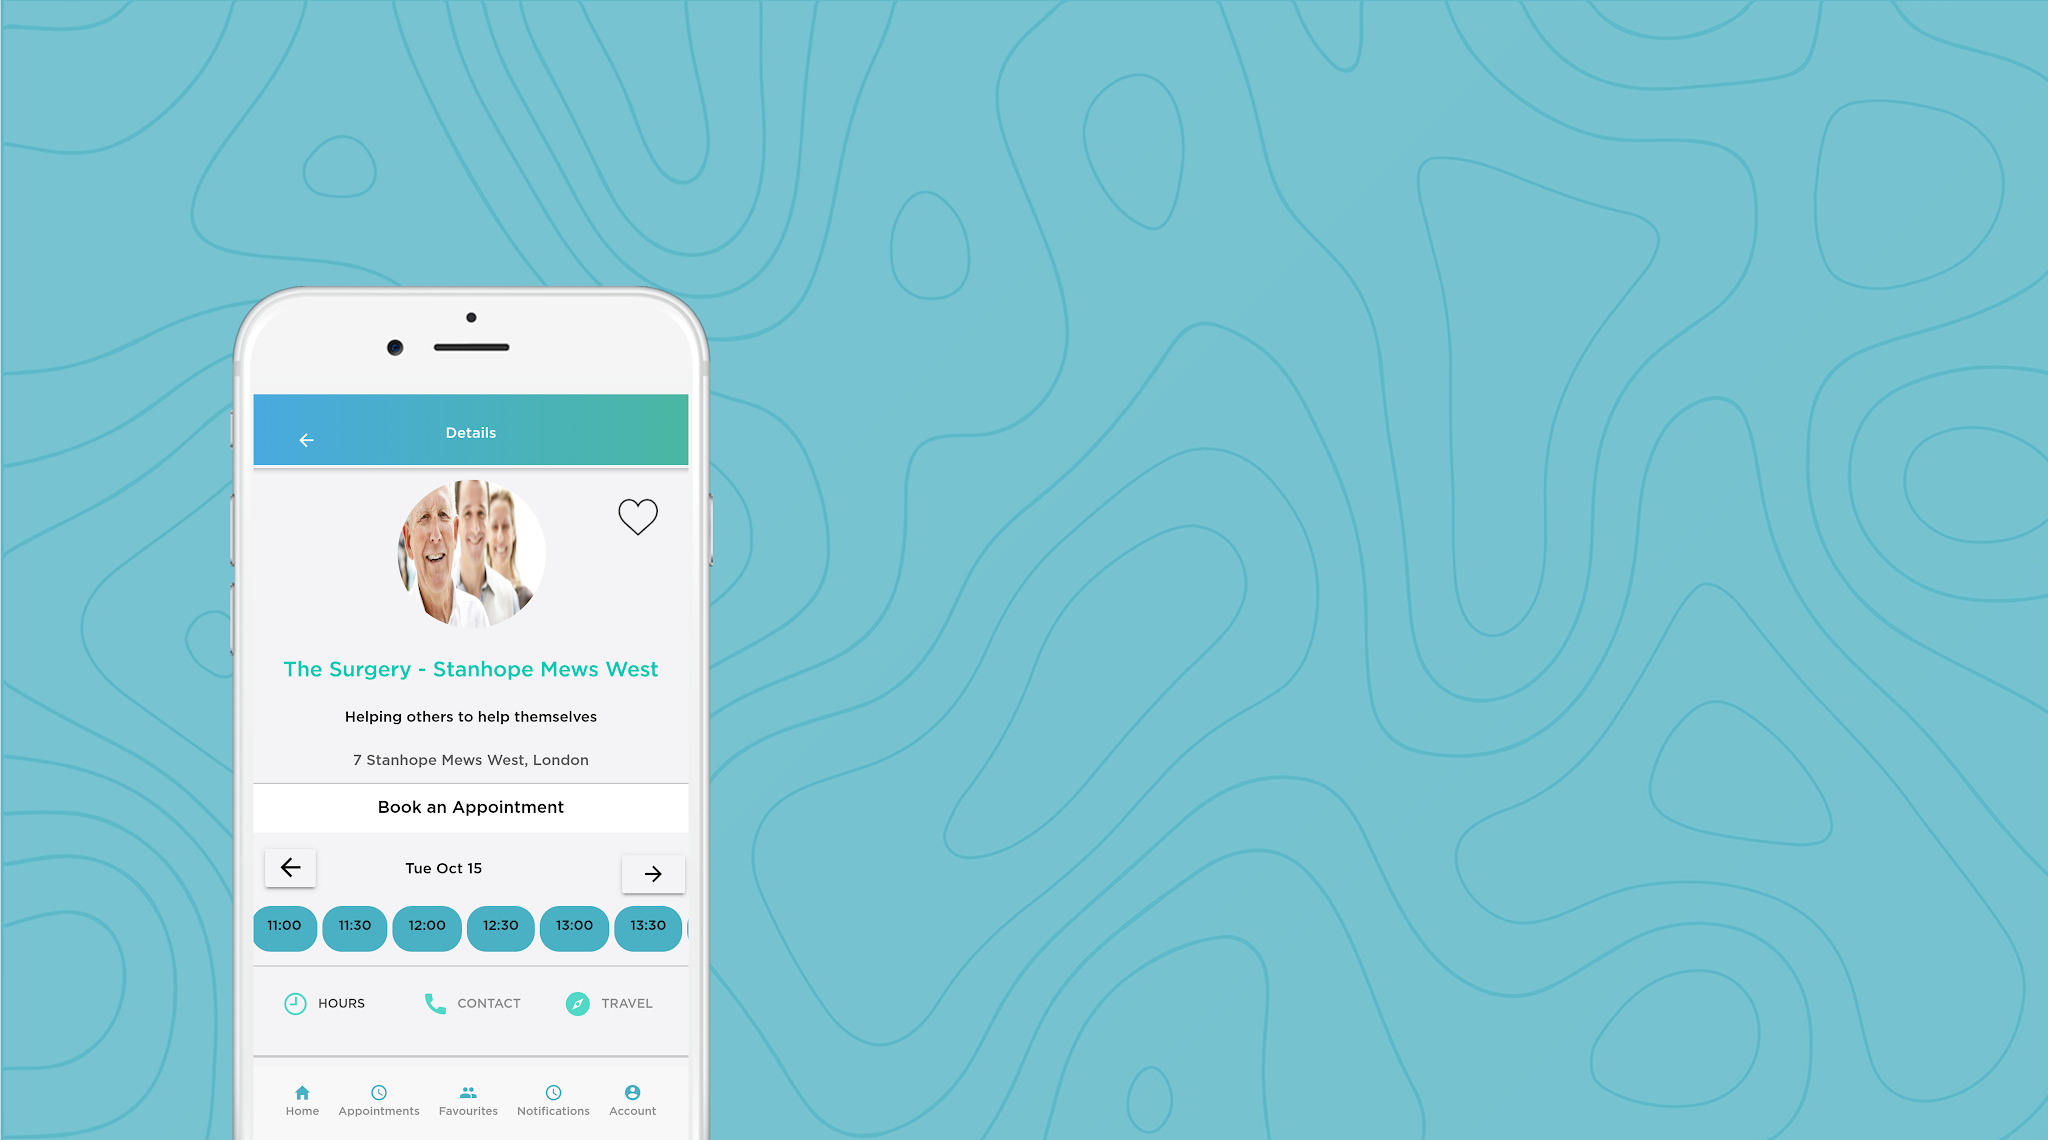 Details
The Surgery - Stanhope Mews West
Helping others to help themselves
7 Stanhope Mews West, London
Book an Appointment
Tue Oct 15
11:00 11:30 12:00 12:30 13:00 13:30
HOURS CONTACT TRAVEL
Home Appointments Favourites Notifications Account